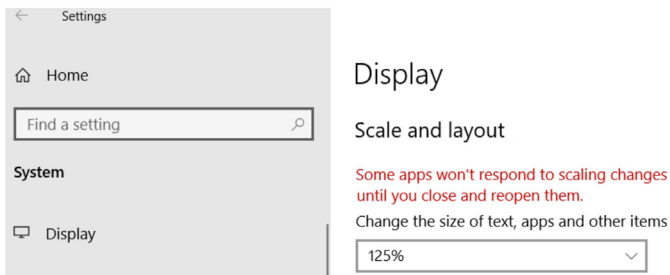 Settings
Home
Find a setting
System
Display
Display
Scale and layout
Some apps won't respond to scaling changes
until you close and reopen them.
Change the size of text, apps and other items
125%